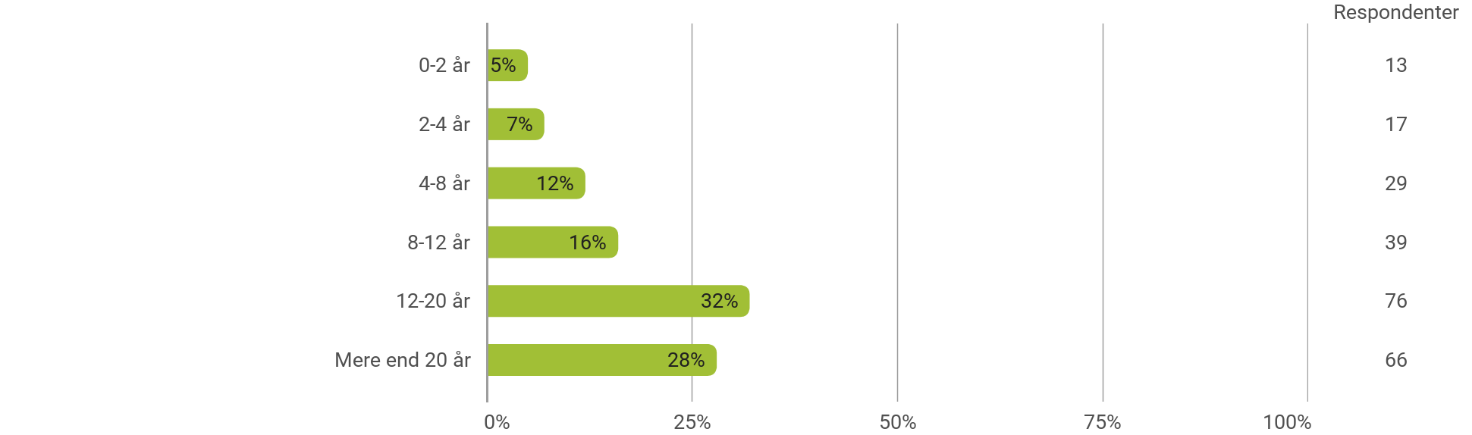 Respondenter
0-2 år 5% 13
2-4 år 7% 17
4-8 år 12% 29
8-12 år 16% 39
12-20 år 32% 76
Mere end 20 år 28% 66
0% 25% 50% 75% 100%